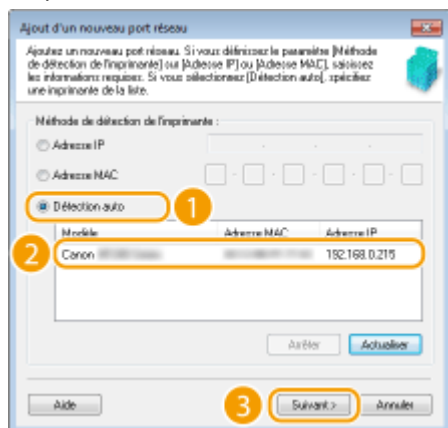 Ajout d'un nouveau port réseau
Ajoutez un nouveau port réseau. Si vous définissez le paramètre [Méthode
de détection de l'imprimante] sur [Adresse IP] ou [Adresse MAC], saisissez
les informations requises. Si vous sélectionnez [Détection auto], spécifiez
une imprimante de la liste.
Méthode de détection de l'imprimante :
Adresse IP
Adresse MAC
Détection auto 1
Modèle Adresse MAC Adresse IP
2 Canon 192.168.0.215
Arrêter Actualiser
Aide 3 Suivant > Annuler